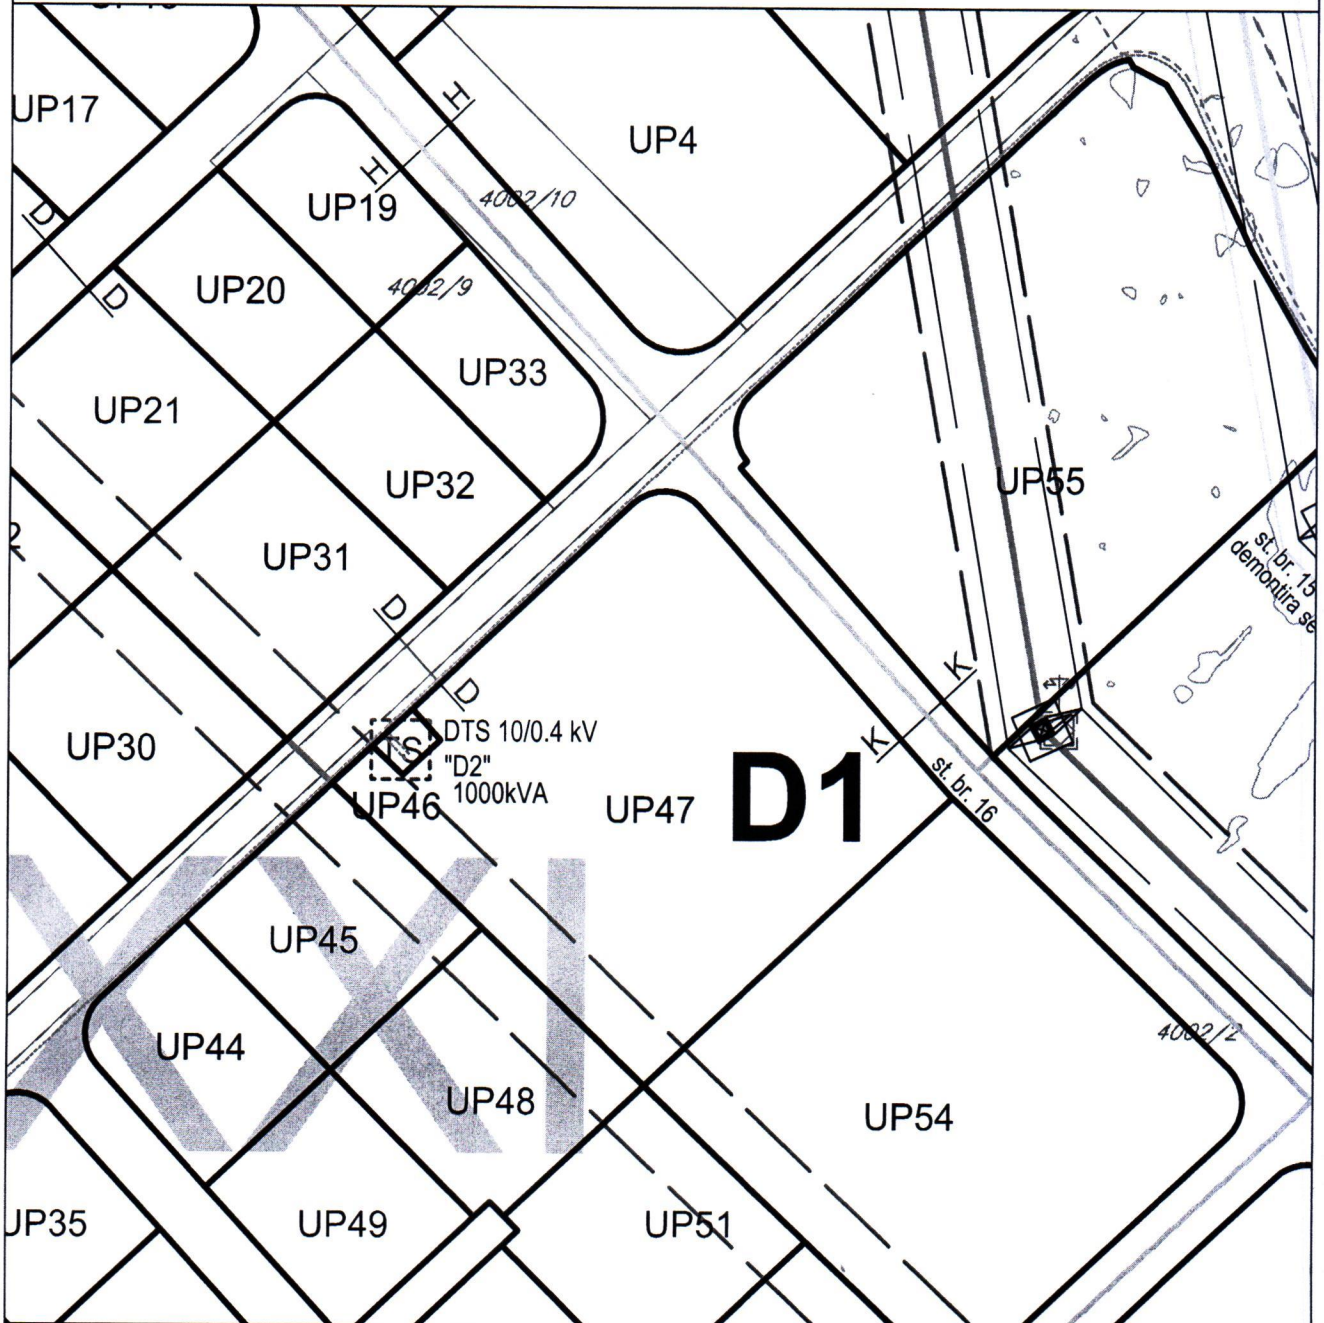 UP17
UP4
H
H
UP19
4002/10
D
D
UP20
4002/9
UP33
UP21
UP32
UP55
UP31
st. br. 15
demontira se
D
D
K
K
UP30
TS
DTS 10/0.4 kV
"D2"
1000kVA
UP46
UP47
D1
st. br. 16
XXI
UP45
UP44
4002/2
UP48
UP54
UP35
UP49
UP51